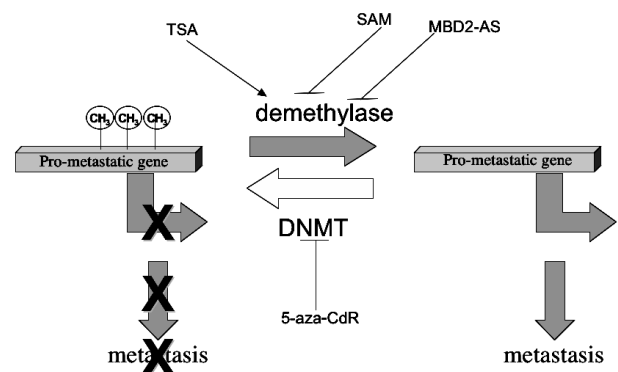 TSA
SAM
MBD2-AS
demethylase
CH3 CH3 CH3
Pro-metastatic gene
Pro-metastatic gene
DNMT
X
X
5-aza-CdR
metastasis
X
metastasis